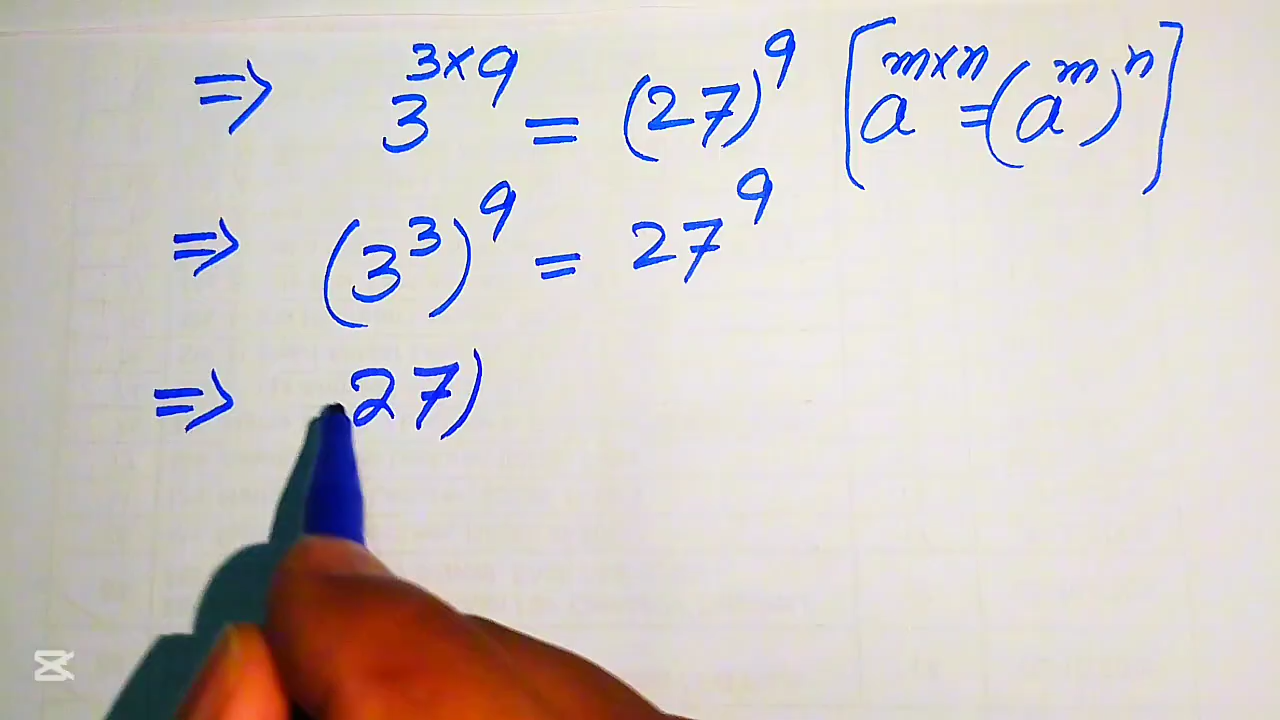 ⇒ 3^{3×9} = (27)^9 [a^{m×n} = (a^m)^n]
⇒ (3^3)^9 = 27^9
⇒ 27)